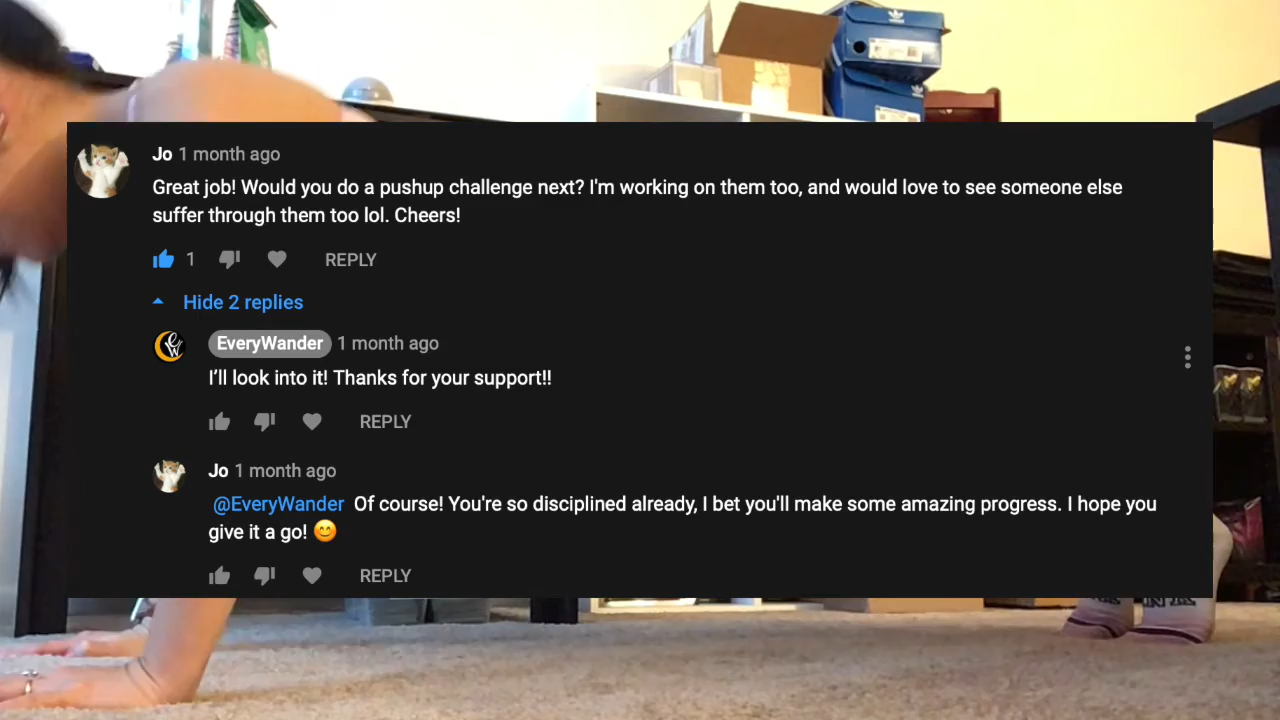 Jo 1 month ago
Great job! Would you do a pushup challenge next? I'm working on them too, and would love to see someone else
suffer through them too lol. Cheers!
1 REPLY
Hide 2 replies
EveryWander 1 month ago
I’ll look into it! Thanks for your support!!
REPLY
Jo 1 month ago
@EveryWander Of course! You're so disciplined already, I bet you'll make some amazing progress. I hope you
give it a go! 😊
REPLY